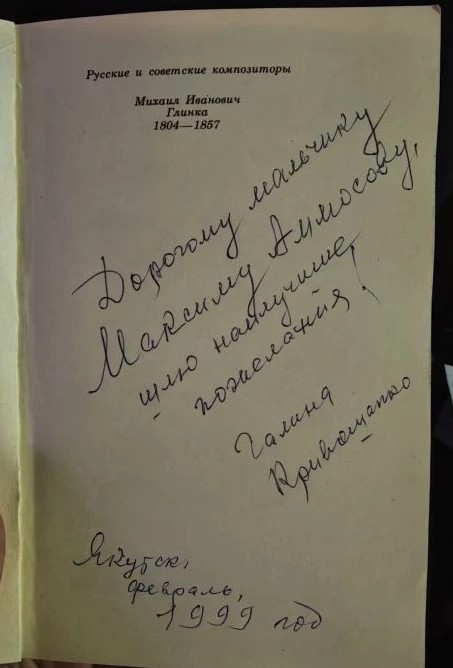 Русские и советские композиторы
Михаил Иванович
Глинка
1804—1857
Дорогому мальчику
Максиму Аммосову,
шлю наилучшие
пожелания!
Галина
Кривошапко
Якутск,
февраль,
1999 год